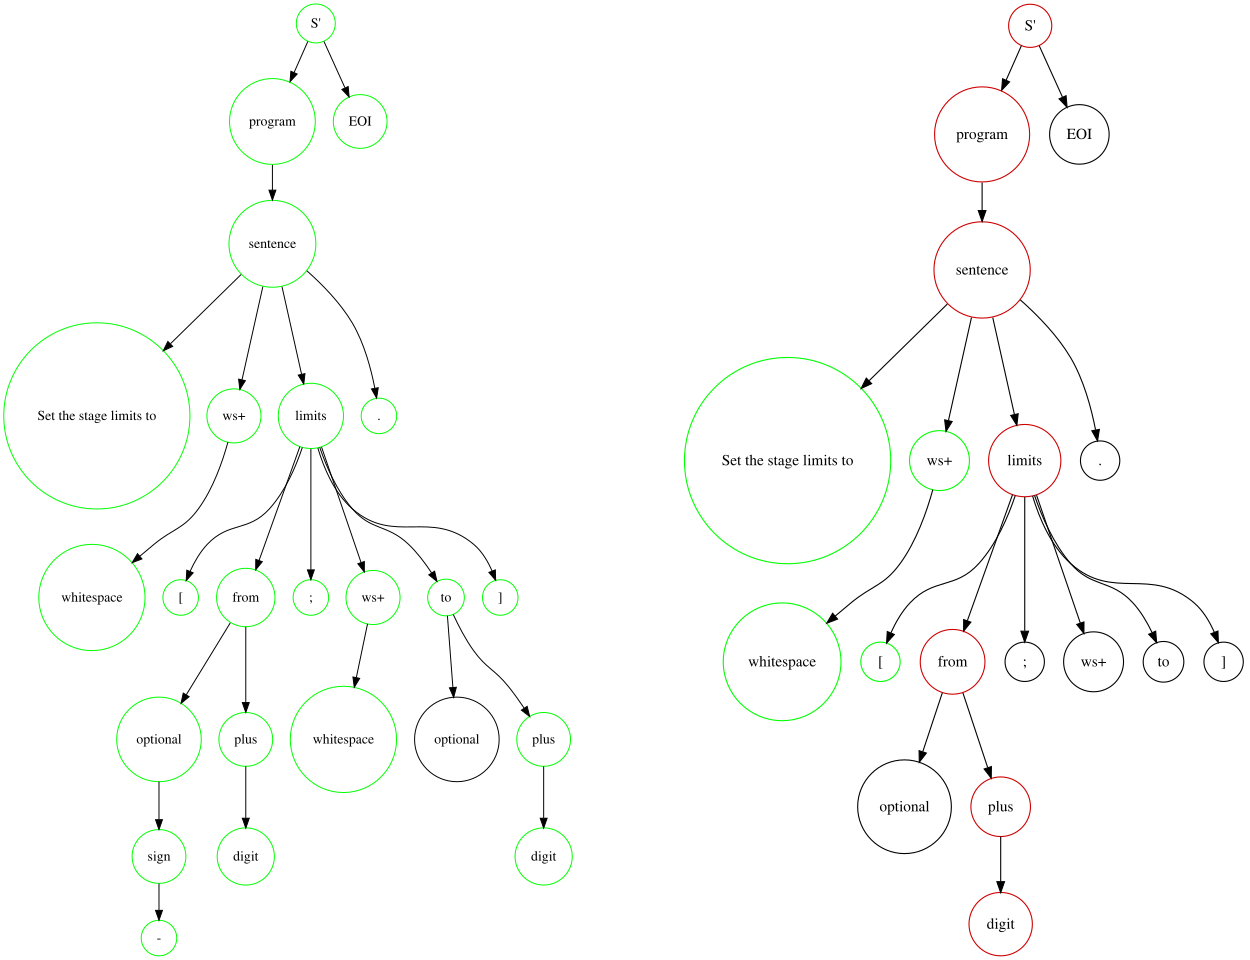 S'
program
EOI
sentence
Set the stage limits to
ws+
limits
.
whitespace
[
from
;
ws+
to
]
optional
plus
whitespace
optional
plus
sign
digit
digit
-
S'
program
EOI
sentence
Set the stage limits to
ws+
limits
.
whitespace
[
from
;
ws+
to
]
optional
plus
digit